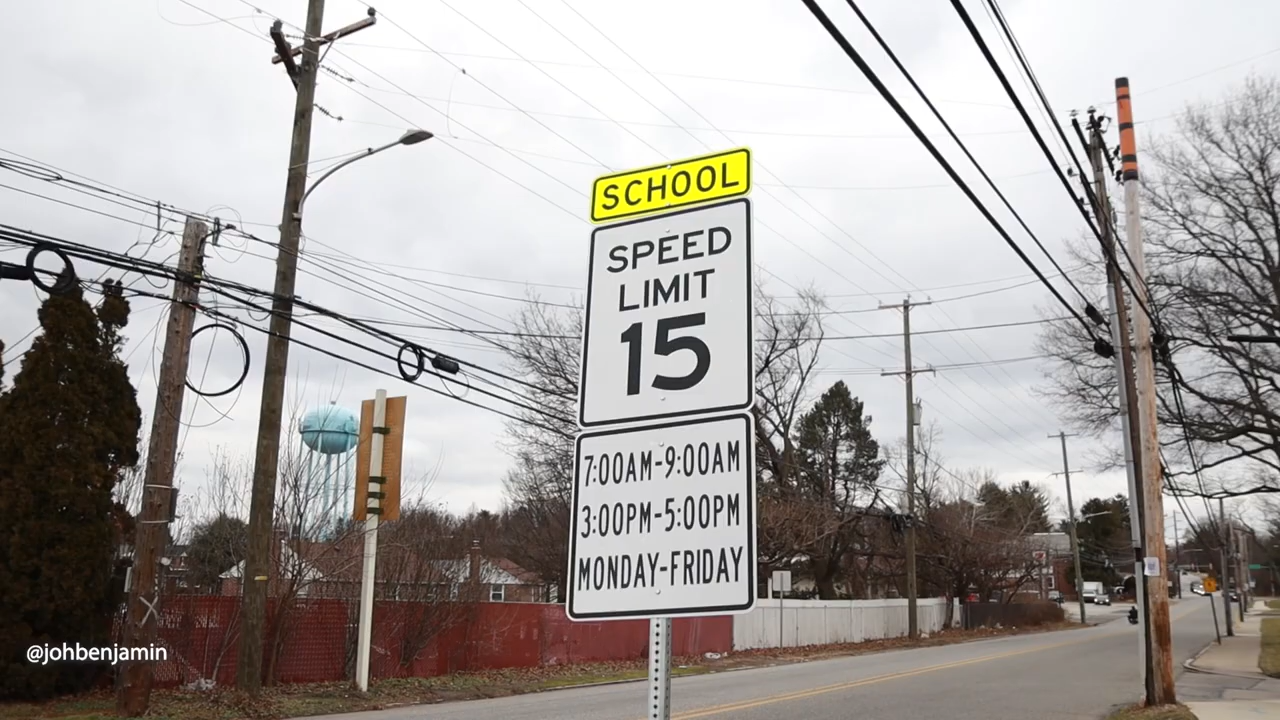 SCHOOL
SPEED
LIMIT
15
7:00AM-9:00AM
3:00PM-5:00PM
MONDAY-FRIDAY
@johbenjamin